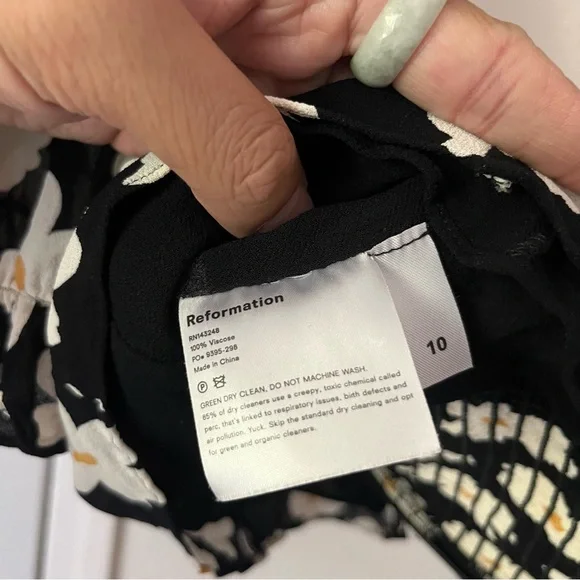 Reformation
RN143248
100% Viscose
PO# 9395-298
Made in China
P
GREEN DRY CLEAN, DO NOT MACHINE WASH.
85% of dry cleaners use a creepy, toxic chemical called
perc, that's linked to respiratory issues, birth defects and
air pollution. Yuck. Skip the standard dry cleaning and opt
for green and organic cleaners.
10